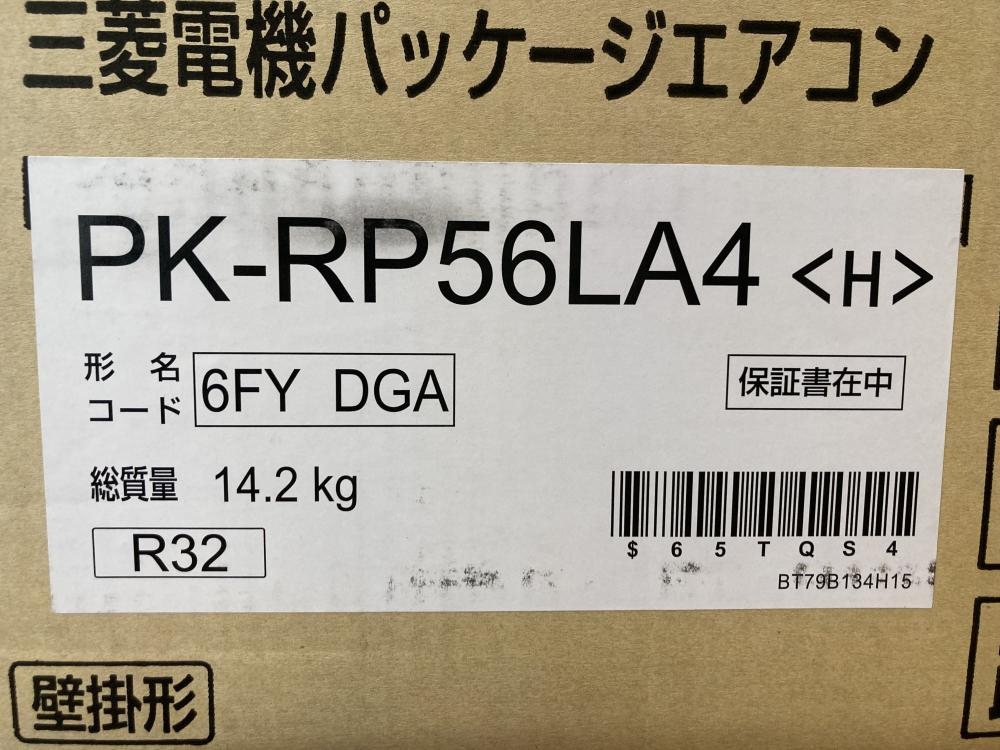 三菱電機パッケージエアコン
PK-RP56LA4 <H>
形 名
コード 6FY DGA
保証書在中
総質量 14.2 kg
R32
$ 6 5 T Q S 4
BT79B134H15
壁掛形